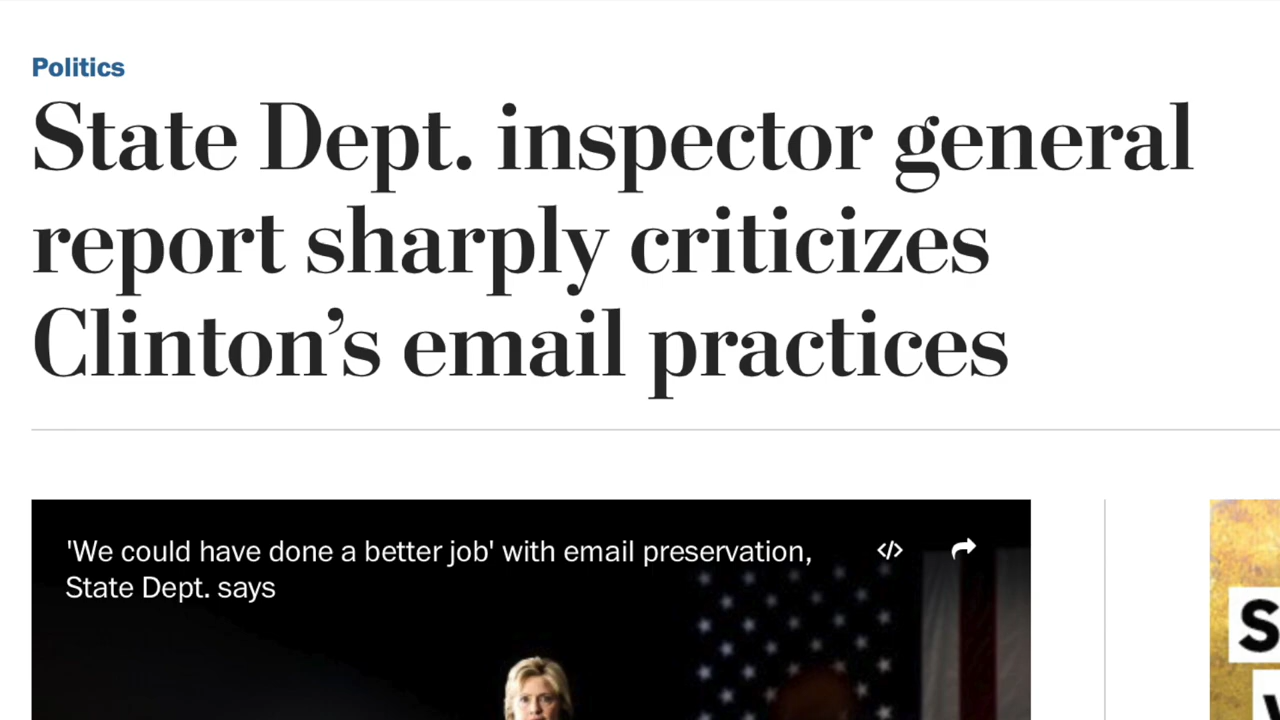 Politics
State Dept. inspector general
report sharply criticizes
Clinton’s email practices
'We could have done a better job' with email preservation,
State Dept. says